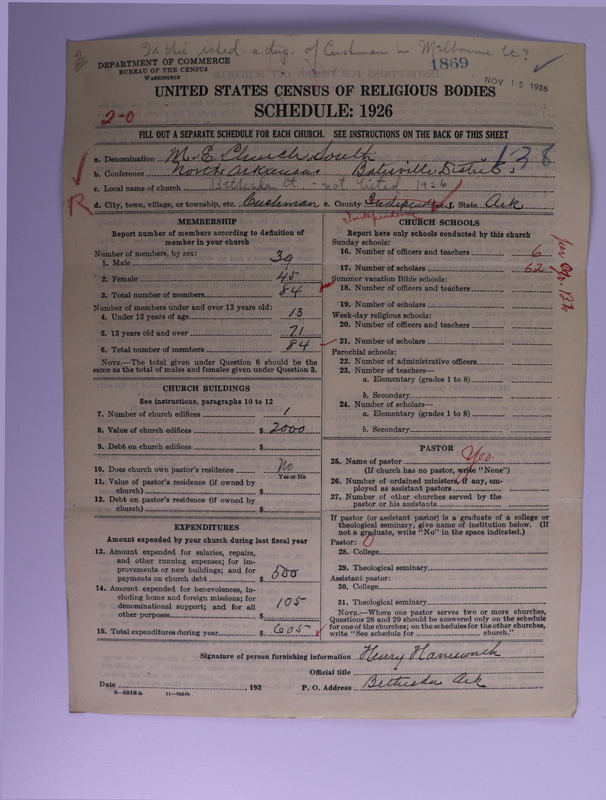 Is this sched. a dup. of Cushman in Melbourne Ct?
DEPARTMENT OF COMMERCE
BUREAU OF THE CENSUS
WASHINGTON
1869
NOV 15 1926
UNITED STATES CENSUS OF RELIGIOUS BODIES
SCHEDULE: 1926
2-0
FILL OUT A SEPARATE SCHEDULE FOR EACH CHURCH. SEE INSTRUCTIONS ON THE BACK OF THIS SHEET
a. Denomination M. E. Church South
138
b. Conference North Arkansas Batesville District
c. Local name of church Bethesda Ct - not listed 1926
R
d. City, town, village, or township, etc. Cushman e. County Independence f. State Ark
Independence
MEMBERSHIP
Report number of members according to definition of
member in your church
Number of members, by sex:
1. Male 39
2. Female 45
3. Total number of members 84
Number of members under and over 13 years old:
4. Under 13 years of age 13
5. 13 years old and over 71
6. Total number of members 84
NOTE.—The total given under Question 6 should be the
same as the total of males and females given under Question 3.
CHURCH BUILDINGS
See instructions, paragraphs 10 to 12
7. Number of church edifices 1
8. Value of church edifices $ 2000
9. Debt on church edifices $
10. Does church own pastor's residence No
Yes or No
11. Value of pastor's residence (if owned by
church) $
12. Debt on pastor's residence (if owned by
church) $
EXPENDITURES
Amount expended by your church during last fiscal year
13. Amount expended for salaries, repairs,
and other running expenses; for im-
provements or new buildings; and for
payments on church debt $ 500
14. Amount expended for benevolences, in-
cluding home and foreign missions; for
denominational support; and for all
other purposes $ 105
15. Total expenditures during year $ 605
CHURCH SCHOOLS
Report here only schools conducted by this church
Sunday schools:
16. Number of officers and teachers 6
17. Number of scholars 62
Summer vacation Bible schools:
18. Number of officers and teachers
19. Number of scholars
Week-day religious schools:
20. Number of officers and teachers
21. Number of scholars
Parochial schools:
22. Number of administrative officers
23. Number of teachers—
a. Elementary (grades 1 to 8)
b. Secondary
24. Number of scholars—
a. Elementary (grades 1 to 8)
b. Secondary
PASTOR
25. Name of pastor Yes
(If church has no pastor, write "None")
26. Number of ordained ministers, if any, em-
ployed as assistant pastors
27. Number of other churches served by the
pastor or his assistants
If pastor (or assistant pastor) is a graduate of a college or
theological seminary, give name of institution below. (If
not a graduate, write "No" in the space indicated.)
Pastor: 0
28. College
29. Theological seminary
Assistant pastor:
30. College
31. Theological seminary
NOTE.—Where one pastor serves two or more churches,
Questions 28 and 29 should be answered only on the schedule
for one of the churches; on the schedules for the other churches,
write "See schedule for church."
Signature of person furnishing information Henry
Official title
Date , 192 P. O. Address Bethesda Ark